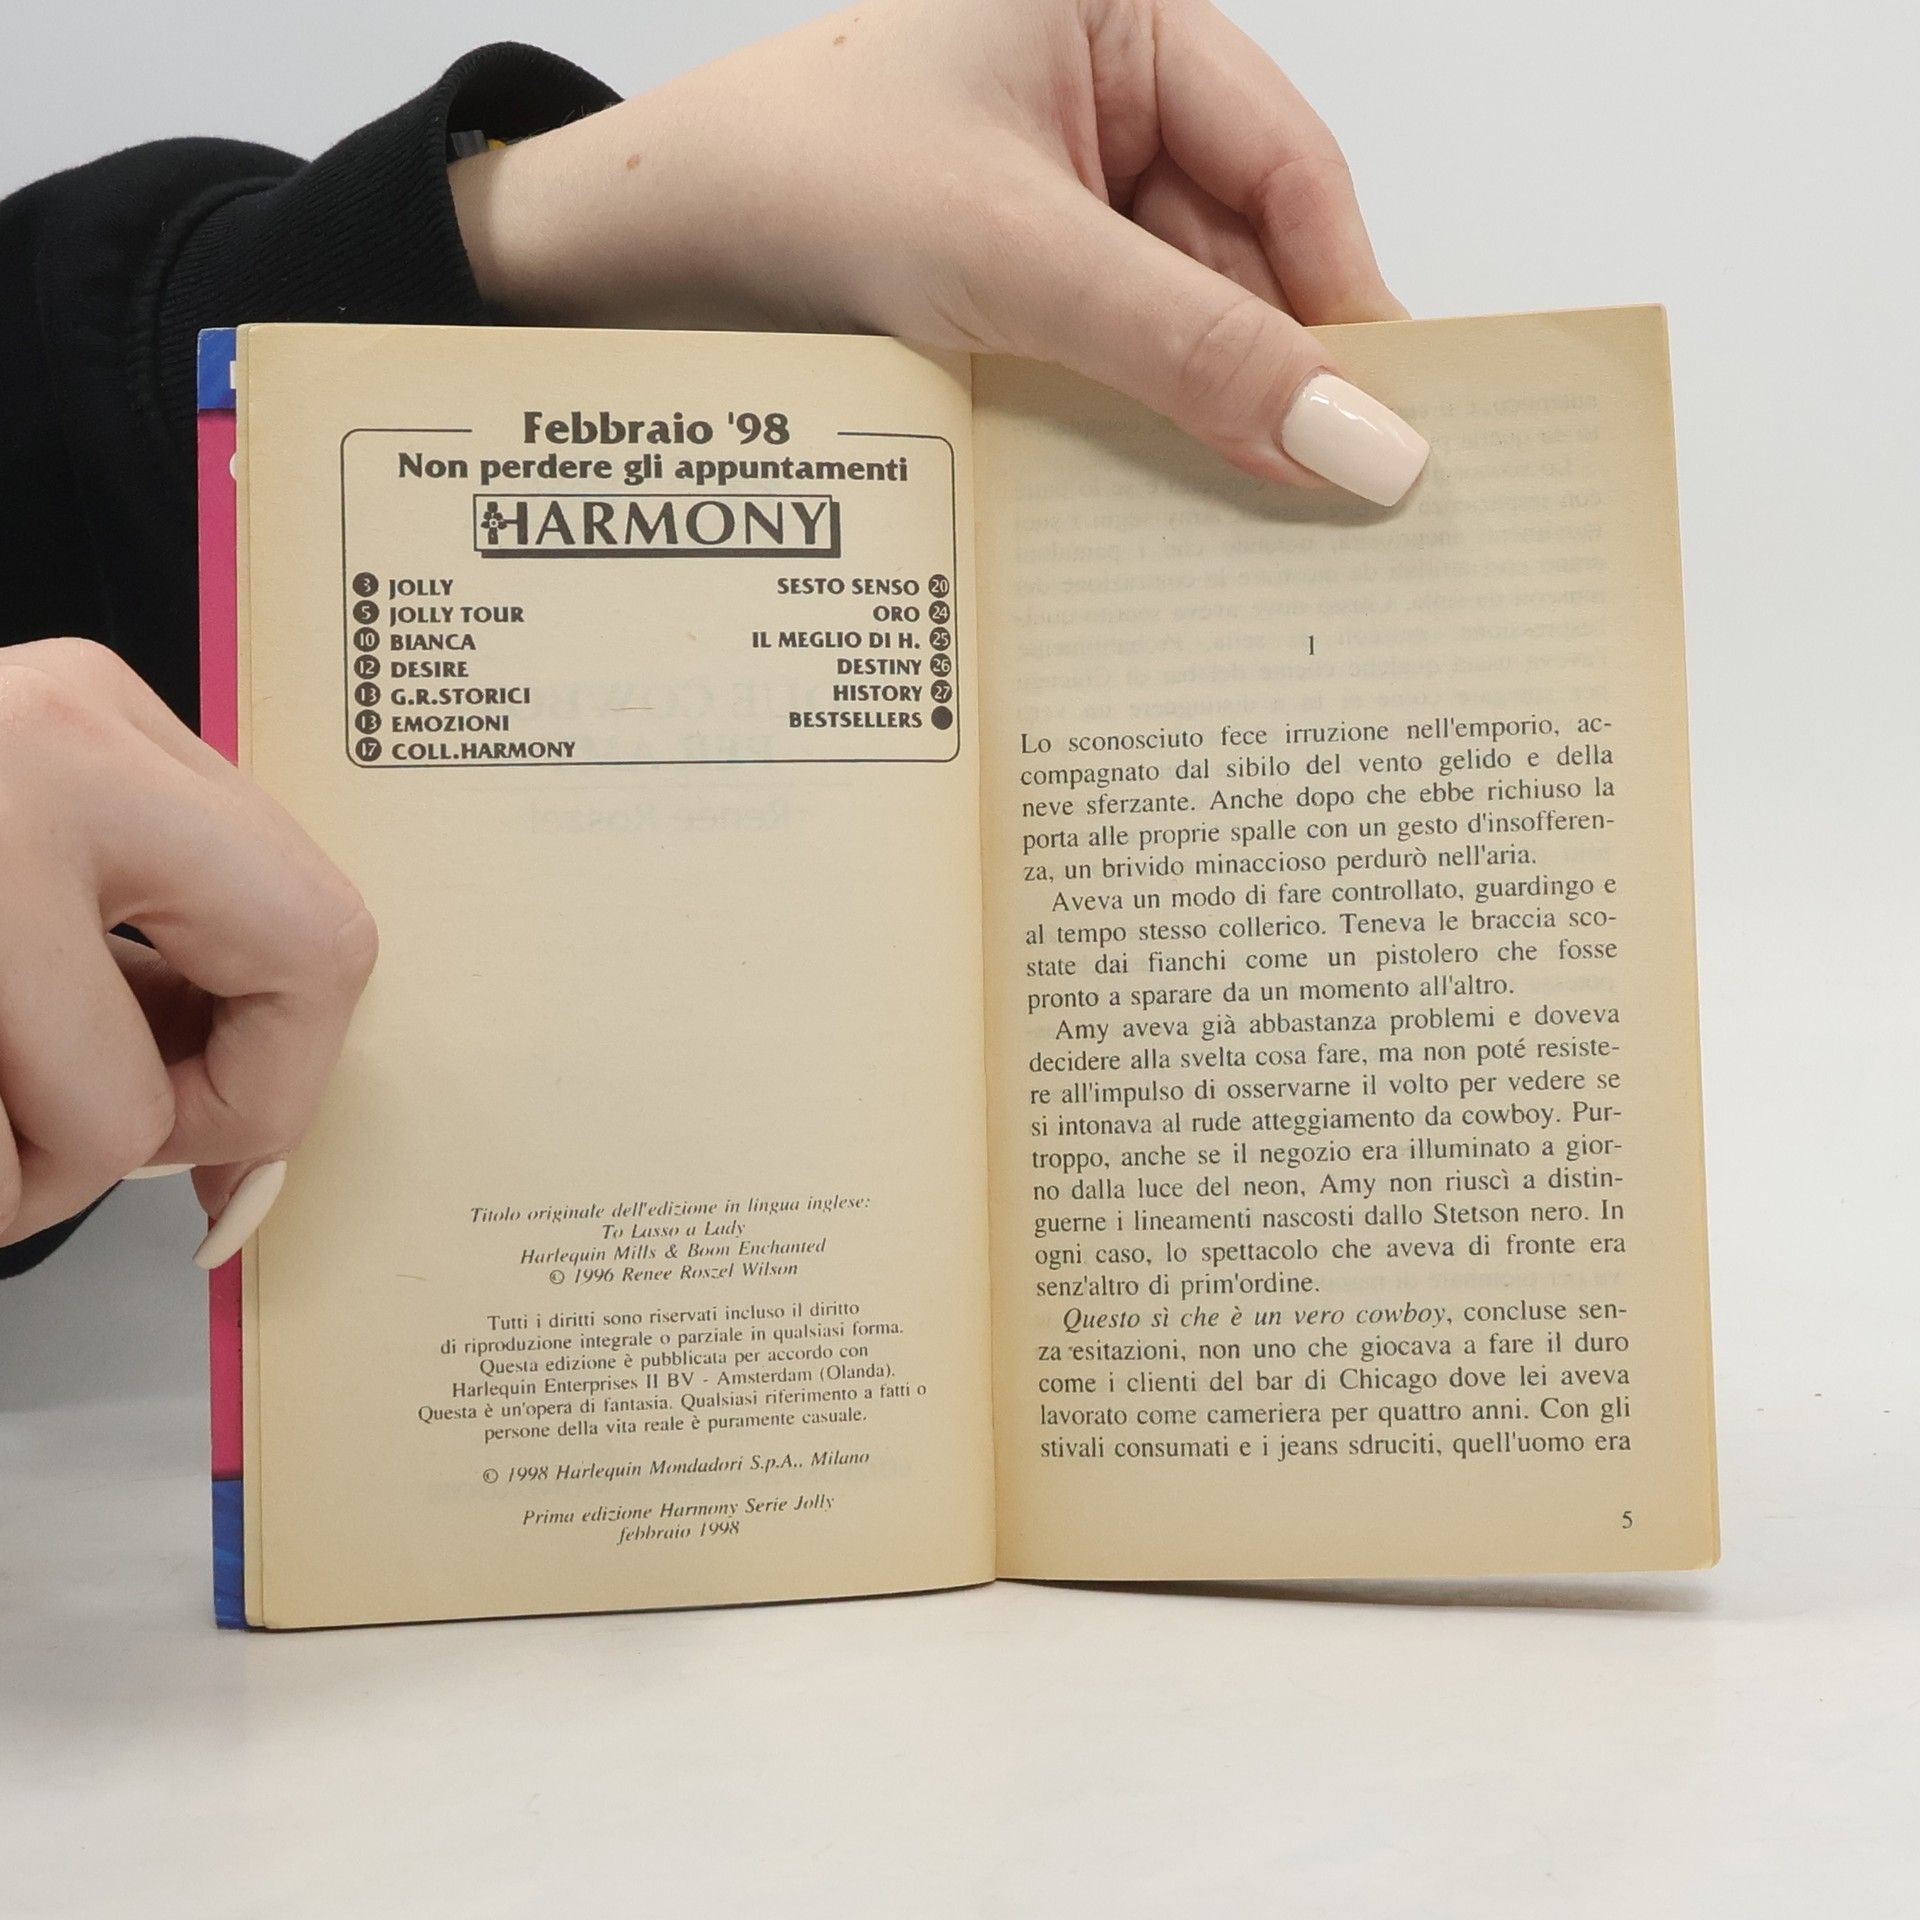 Febbraio '98
Non perdere gli appuntamenti
HARMONY
3 JOLLY
5 JOLLY TOUR
10 BIANCA
12 DESIRE
13 G.R.STORICI
13 EMOZIONI
17 COLL.HARMONY
SESTO SENSO 20
ORO 24
IL MEGLIO DI H. 25
DESTINY 26
HISTORY 27
BESTSELLERS
Titolo originale dell'edizione in lingua inglese:
To Lasso a Lady
Harlequin Mills & Boon Enchanted
© 1996 Renee Roszel Wilson
Tutti i diritti sono riservati incluso il diritto
di riproduzione integrale o parziale in qualsiasi forma.
Questa edizione è pubblicata per accordo con
Harlequin Enterprises II BV - Amsterdam (Olanda).
Questa è un'opera di fantasia. Qualsiasi riferimento a fatti o
persone della vita reale è puramente casuale.
© 1998 Harlequin Mondadori S.p.A., Milano
Prima edizione Harmony Serie Jolly
febbraio 1998
1
Lo sconosciuto fece irruzione nell'emporio, ac-
compagnato dal sibilo del vento gelido e della
neve sferzante. Anche dopo che ebbe richiuso la
porta alle proprie spalle con un gesto d'insofferen-
za, un brivido minaccioso perdurò nell'aria.
Aveva un modo di fare controllato, guardingo e
al tempo stesso collerico. Teneva le braccia sco-
state dai fianchi come un pistolero che fosse
pronto a sparare da un momento all'altro.
Amy aveva già abbastanza problemi e doveva
decidere alla svelta cosa fare, ma non poté resiste-
re all'impulso di osservarne il volto per vedere se
si intonava al rude atteggiamento da cowboy. Pur-
troppo, anche se il negozio era illuminato a gior-
no dalla luce del neon, Amy non riuscì a distin-
guerne i lineamenti nascosti dallo Stetson nero. In
ogni caso, lo spettacolo che aveva di fronte era
senz'altro di prim'ordine.
Questo sì che è un vero cowboy, concluse sen-
za esitazioni, non uno che giocava a fare il duro
come i clienti del bar di Chicago dove lei aveva
lavorato come cameriera per quattro anni. Con gli
stivali consumati e i jeans sdruciti, quell'uomo era
5